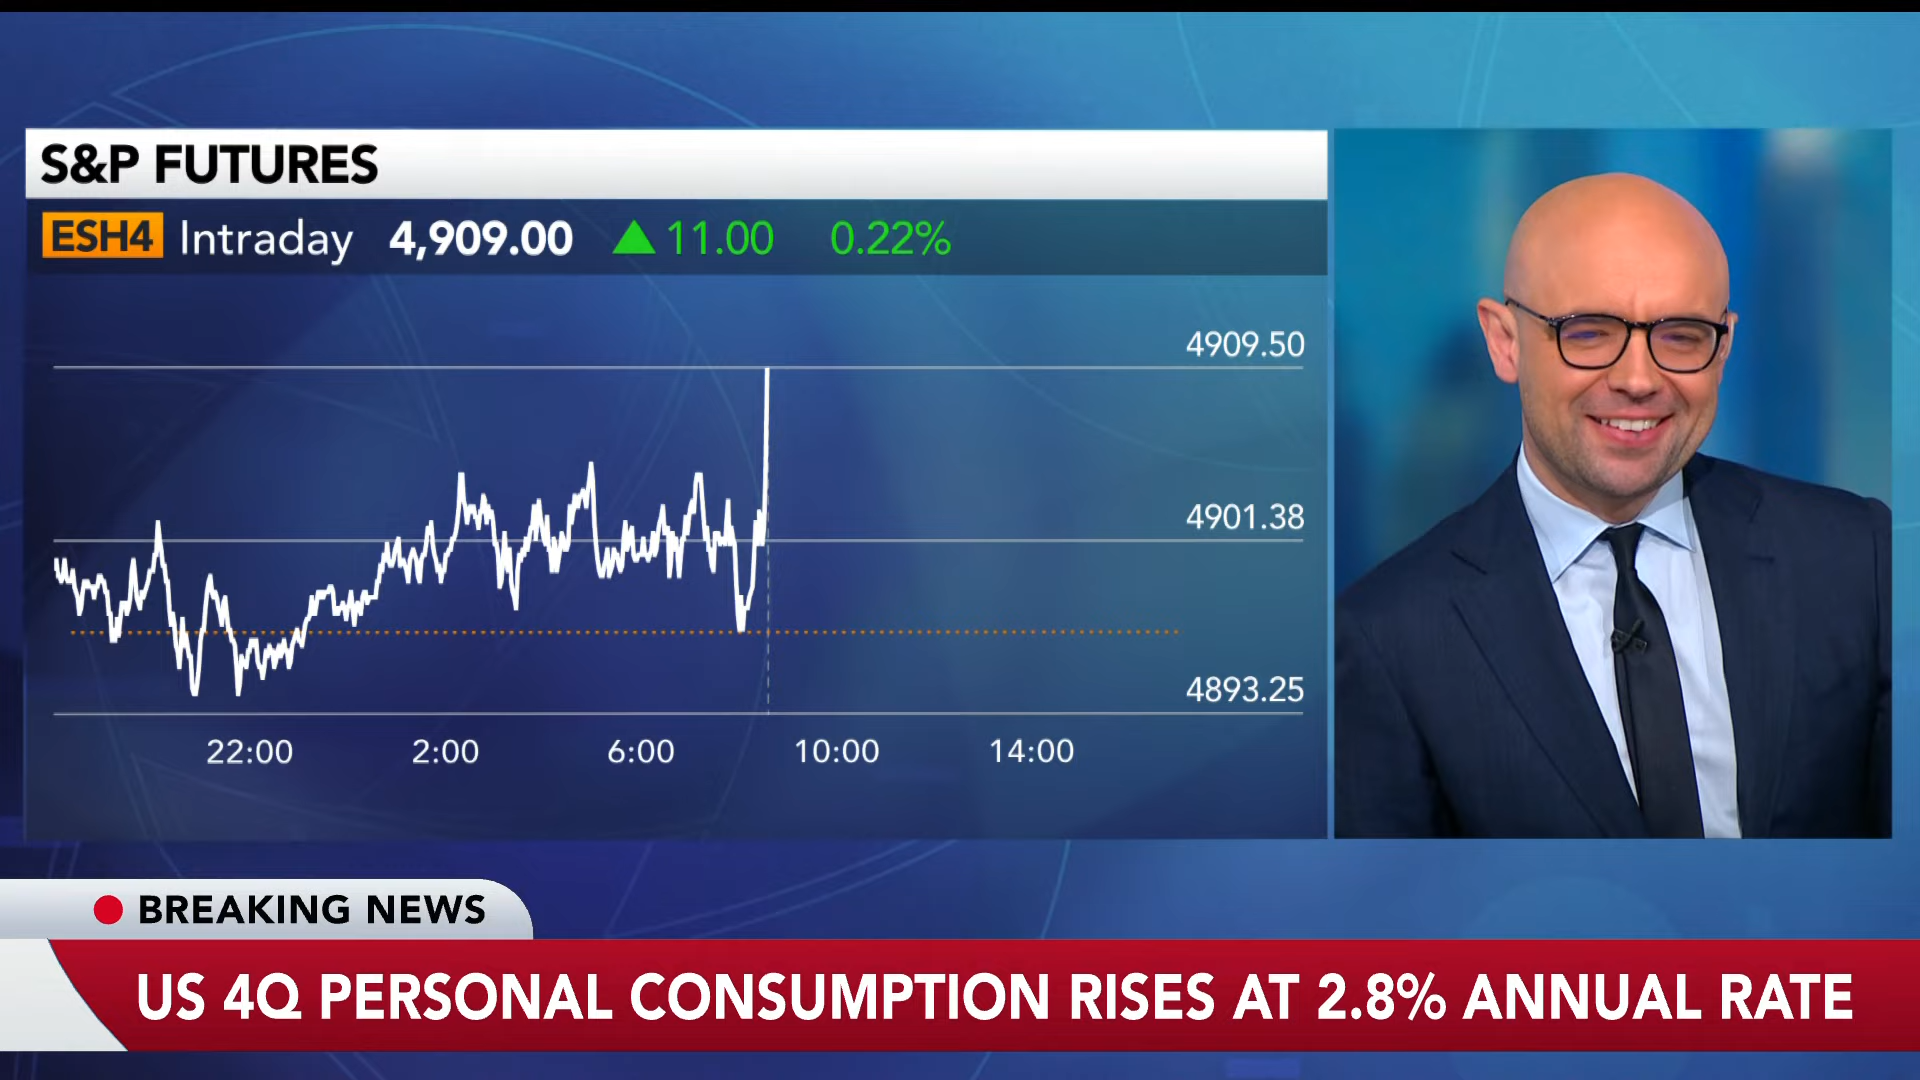 S&P FUTURES
ESH4 Intraday 4,909.00 ▲ 11.00 0.22%
4909.50
4901.38
4893.25
22:00 2:00 6:00 10:00 14:00
BREAKING NEWS
US 4Q PERSONAL CONSUMPTION RISES AT 2.8% ANNUAL RATE